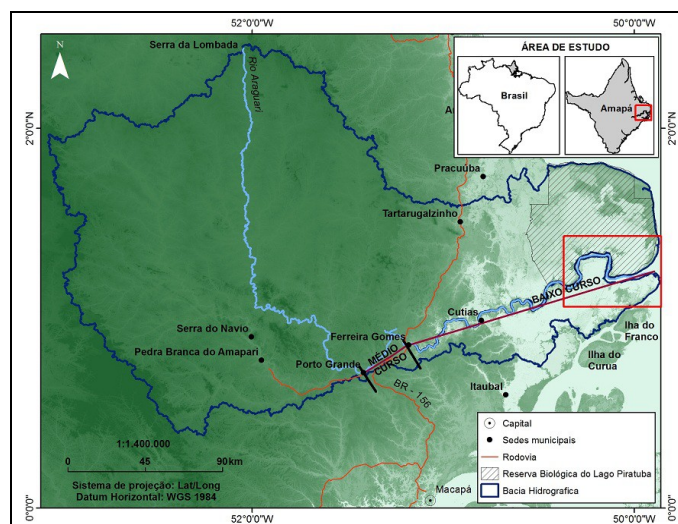 52°0'0"W
50°0'0"W
N
Serra da Lombada
Rio Araguari
ÁREA DE ESTUDO
Brasil
Amapá
2°0'0"N
2°0'0"N
Pracuúba
Tartarugalzinho
BAIXO CURSO
Cutias
Serra do Navio
Ferreira Gomes
Pedra Branca do Amapari
MÉDIO
CURSO
Porto Grande
Ilha do
Franco
Ilha do
Curua
BR - 156
Itaubal
1:1.400.000
0 45 90 km
Sistema de projeção: Lat/Long
Datum Horizontal: WGS 1984
Macapá
Capital
Sedes municipais
Rodovia
Reserva Biológica do Lago Piratuba
Bacia Hidrografica
0°0'0"
0°0'0"
52°0'0"W
50°0'0"W